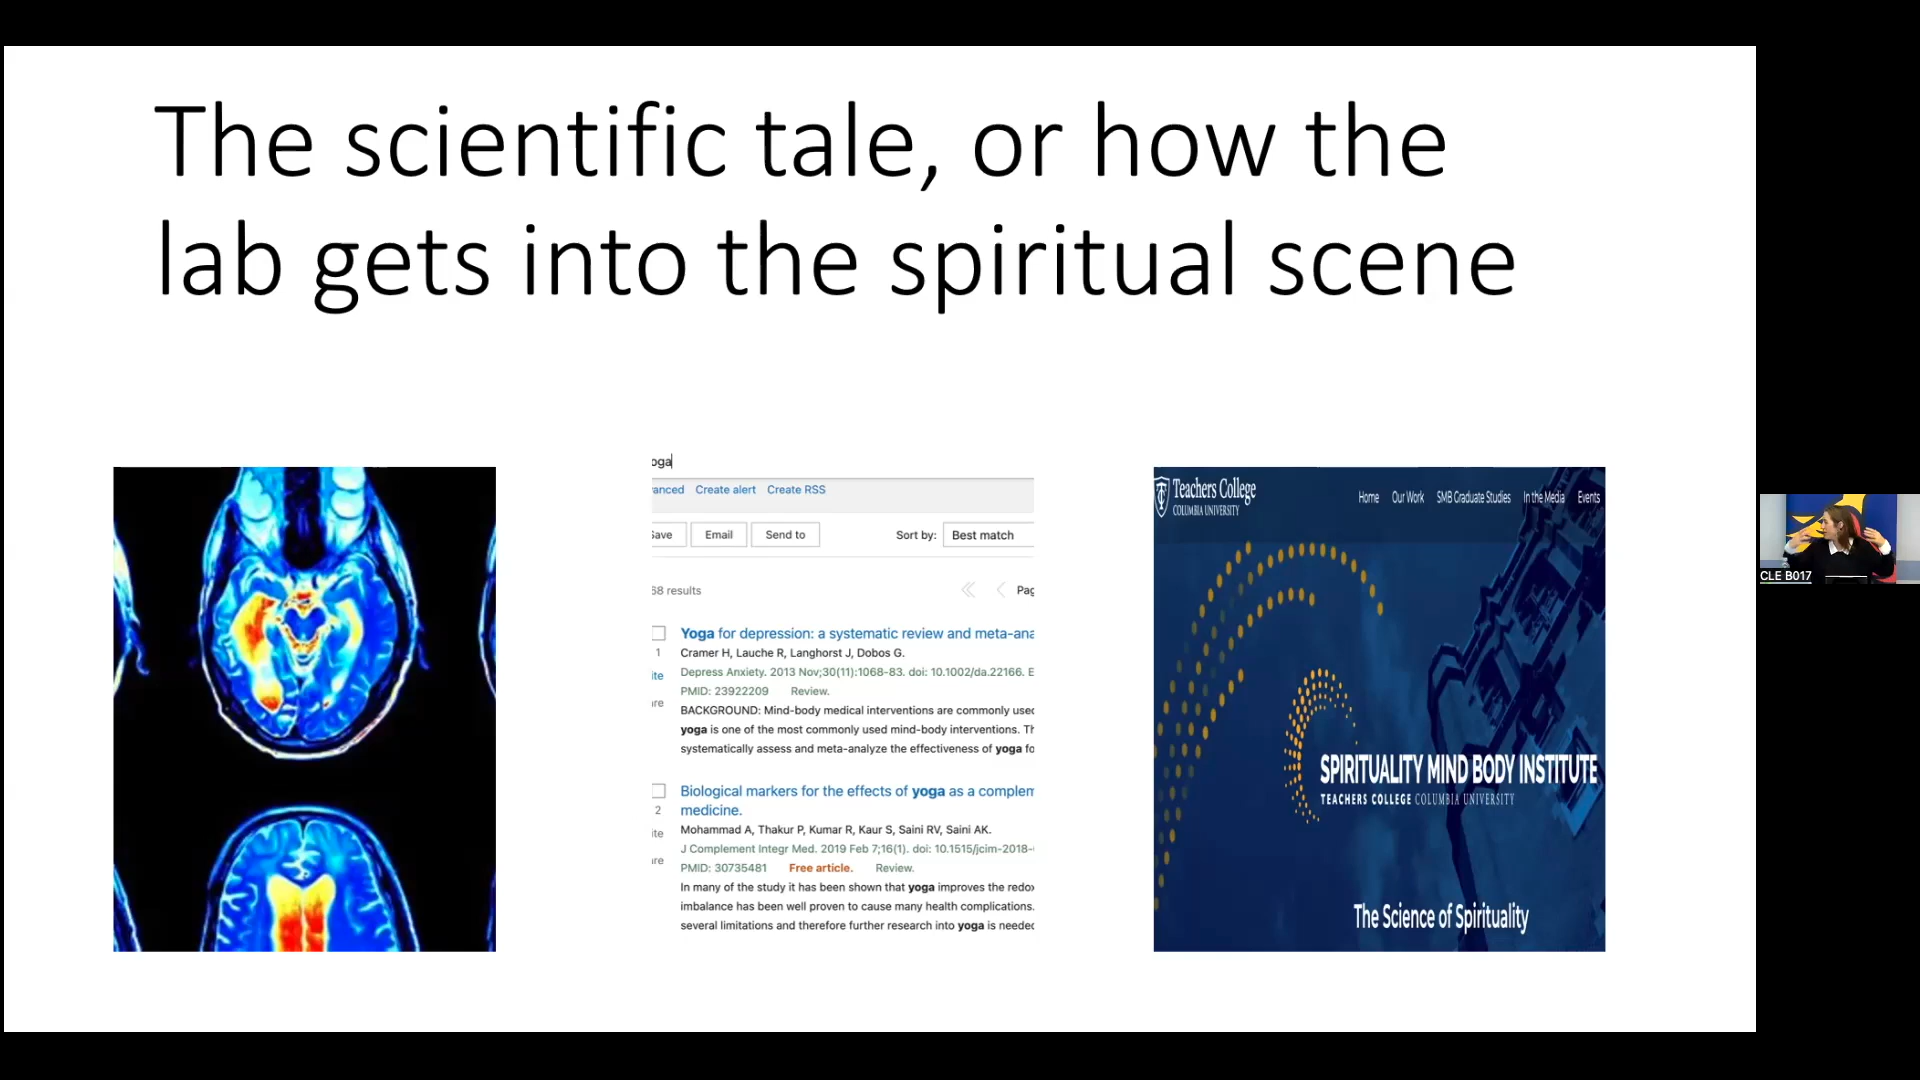 The scientific tale, or how the
lab gets into the spiritual scene
oga
anced Create alert Create RSS
Save Email Send to Sort by: Best match
68 results Pag
Yoga for depression: a systematic review and meta-ana
1 Cramer H, Lauche R, Langhorst J, Dobos G.
ite Depress Anxiety. 2013 Nov;30(11):1068-83. doi: 10.1002/da.22166. E
PMID: 23922209 Review.
are BACKGROUND: Mind-body medical interventions are commonly used
yoga is one of the most commonly used mind-body interventions. Th
systematically assess and meta-analyze the effectiveness of yoga fo
Biological markers for the effects of yoga as a complem
2 medicine.
ite Mohammad A, Thakur P, Kumar R, Kaur S, Saini RV, Saini AK.
J Complement Integr Med. 2019 Feb 7;16(1). doi: 10.1515/jcim-2018-
are PMID: 30735481 Free article. Review.
In many of the study it has been shown that yoga improves the redox
imbalance has been well proven to cause many health complications.
several limitations and therefore further research into yoga is needed
Teachers College
COLUMBIA UNIVERSITY
Home Our Work SMB Graduate Studies In the Media Events
SPIRITUALITY MIND BODY INSTITUTE
TEACHERS COLLEGE COLUMBIA UNIVERSITY
The Science of Spirituality
CLE B017